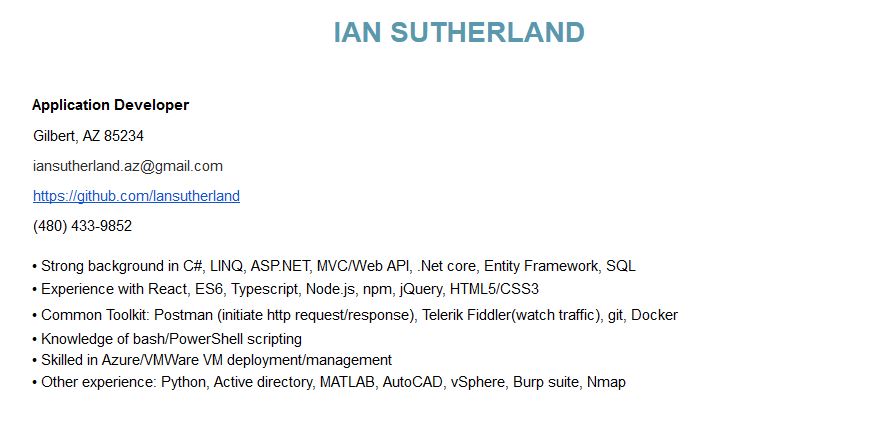 IAN SUTHERLAND
Application Developer
Gilbert, AZ 85234
iansutherland.az@gmail.com
https://github.com/Iansutherland
(480) 433-9852
• Strong background in C#, LINQ, ASP.NET, MVC/Web API, .Net core, Entity Framework, SQL
• Experience with React, ES6, Typescript, Node.js, npm, jQuery, HTML5/CSS3
• Common Toolkit: Postman (initiate http request/response), Telerik Fiddler(watch traffic), git, Docker
• Knowledge of bash/PowerShell scripting
• Skilled in Azure/VMWare VM deployment/management
• Other experience: Python, Active directory, MATLAB, AutoCAD, vSphere, Burp suite, Nmap